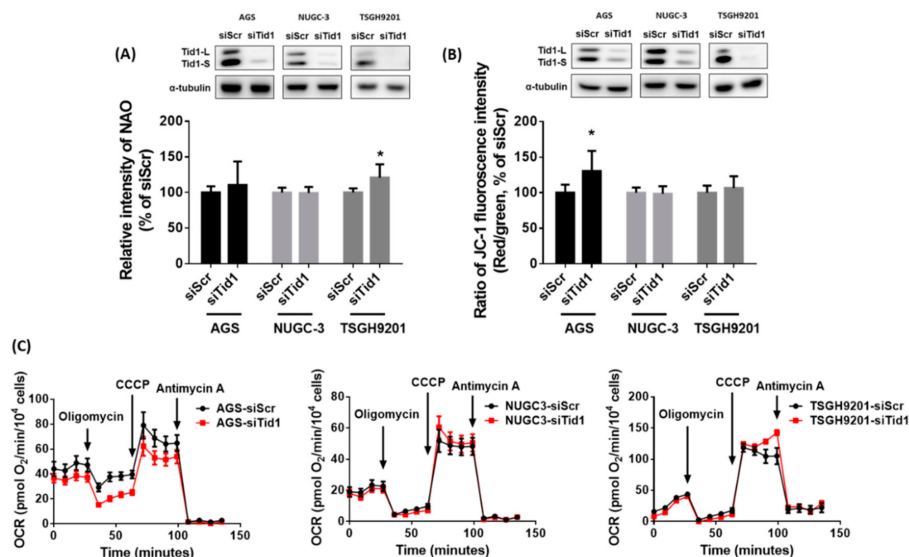 (A)
AGS NUGC-3 TSGH9201
siScr siTid1 siScr siTid1 siScr siTid1
Tid1-L
Tid1-S
α-tubulin
Relative intensity of NAO
(% of siScr)
200
150
100
50
0
*
siScr siTid1 siScr siTid1 siScr siTid1
AGS NUGC-3 TSGH9201
(B)
AGS NUGC-3 TSGH9201
siScr siTid1 siScr siTid1 siScr siTid1
Tid1-L
Tid1-S
α-tubulin
Ratio of JC-1 fluorescence intensity
(Red/green, % of siScr)
200
150
100
50
0
*
siScr siTid1 siScr siTid1 siScr siTid1
AGS NUGC-3 TSGH9201
(C)
OCR (pmol O₂/min/10⁴ cells)
100
80
60
40
20
0
Oligomycin
CCCP
Antimycin A
AGS-siScr
AGS-siTid1
0 50 100 150
Time (minutes)
OCR (pmol O₂/min/10⁴ cells)
80
60
40
20
0
Oligomycin
CCCP
Antimycin A
NUGC3-siScr
NUGC3-siTid1
0 50 100 150
Time (minutes)
OCR (pmol O₂/min/10⁴ cells)
200
150
100
50
0
Oligomycin
CCCP
Antimycin A
TSGH9201-siScr
TSGH9201-siTid1
0 50 100 150
Time (minutes)